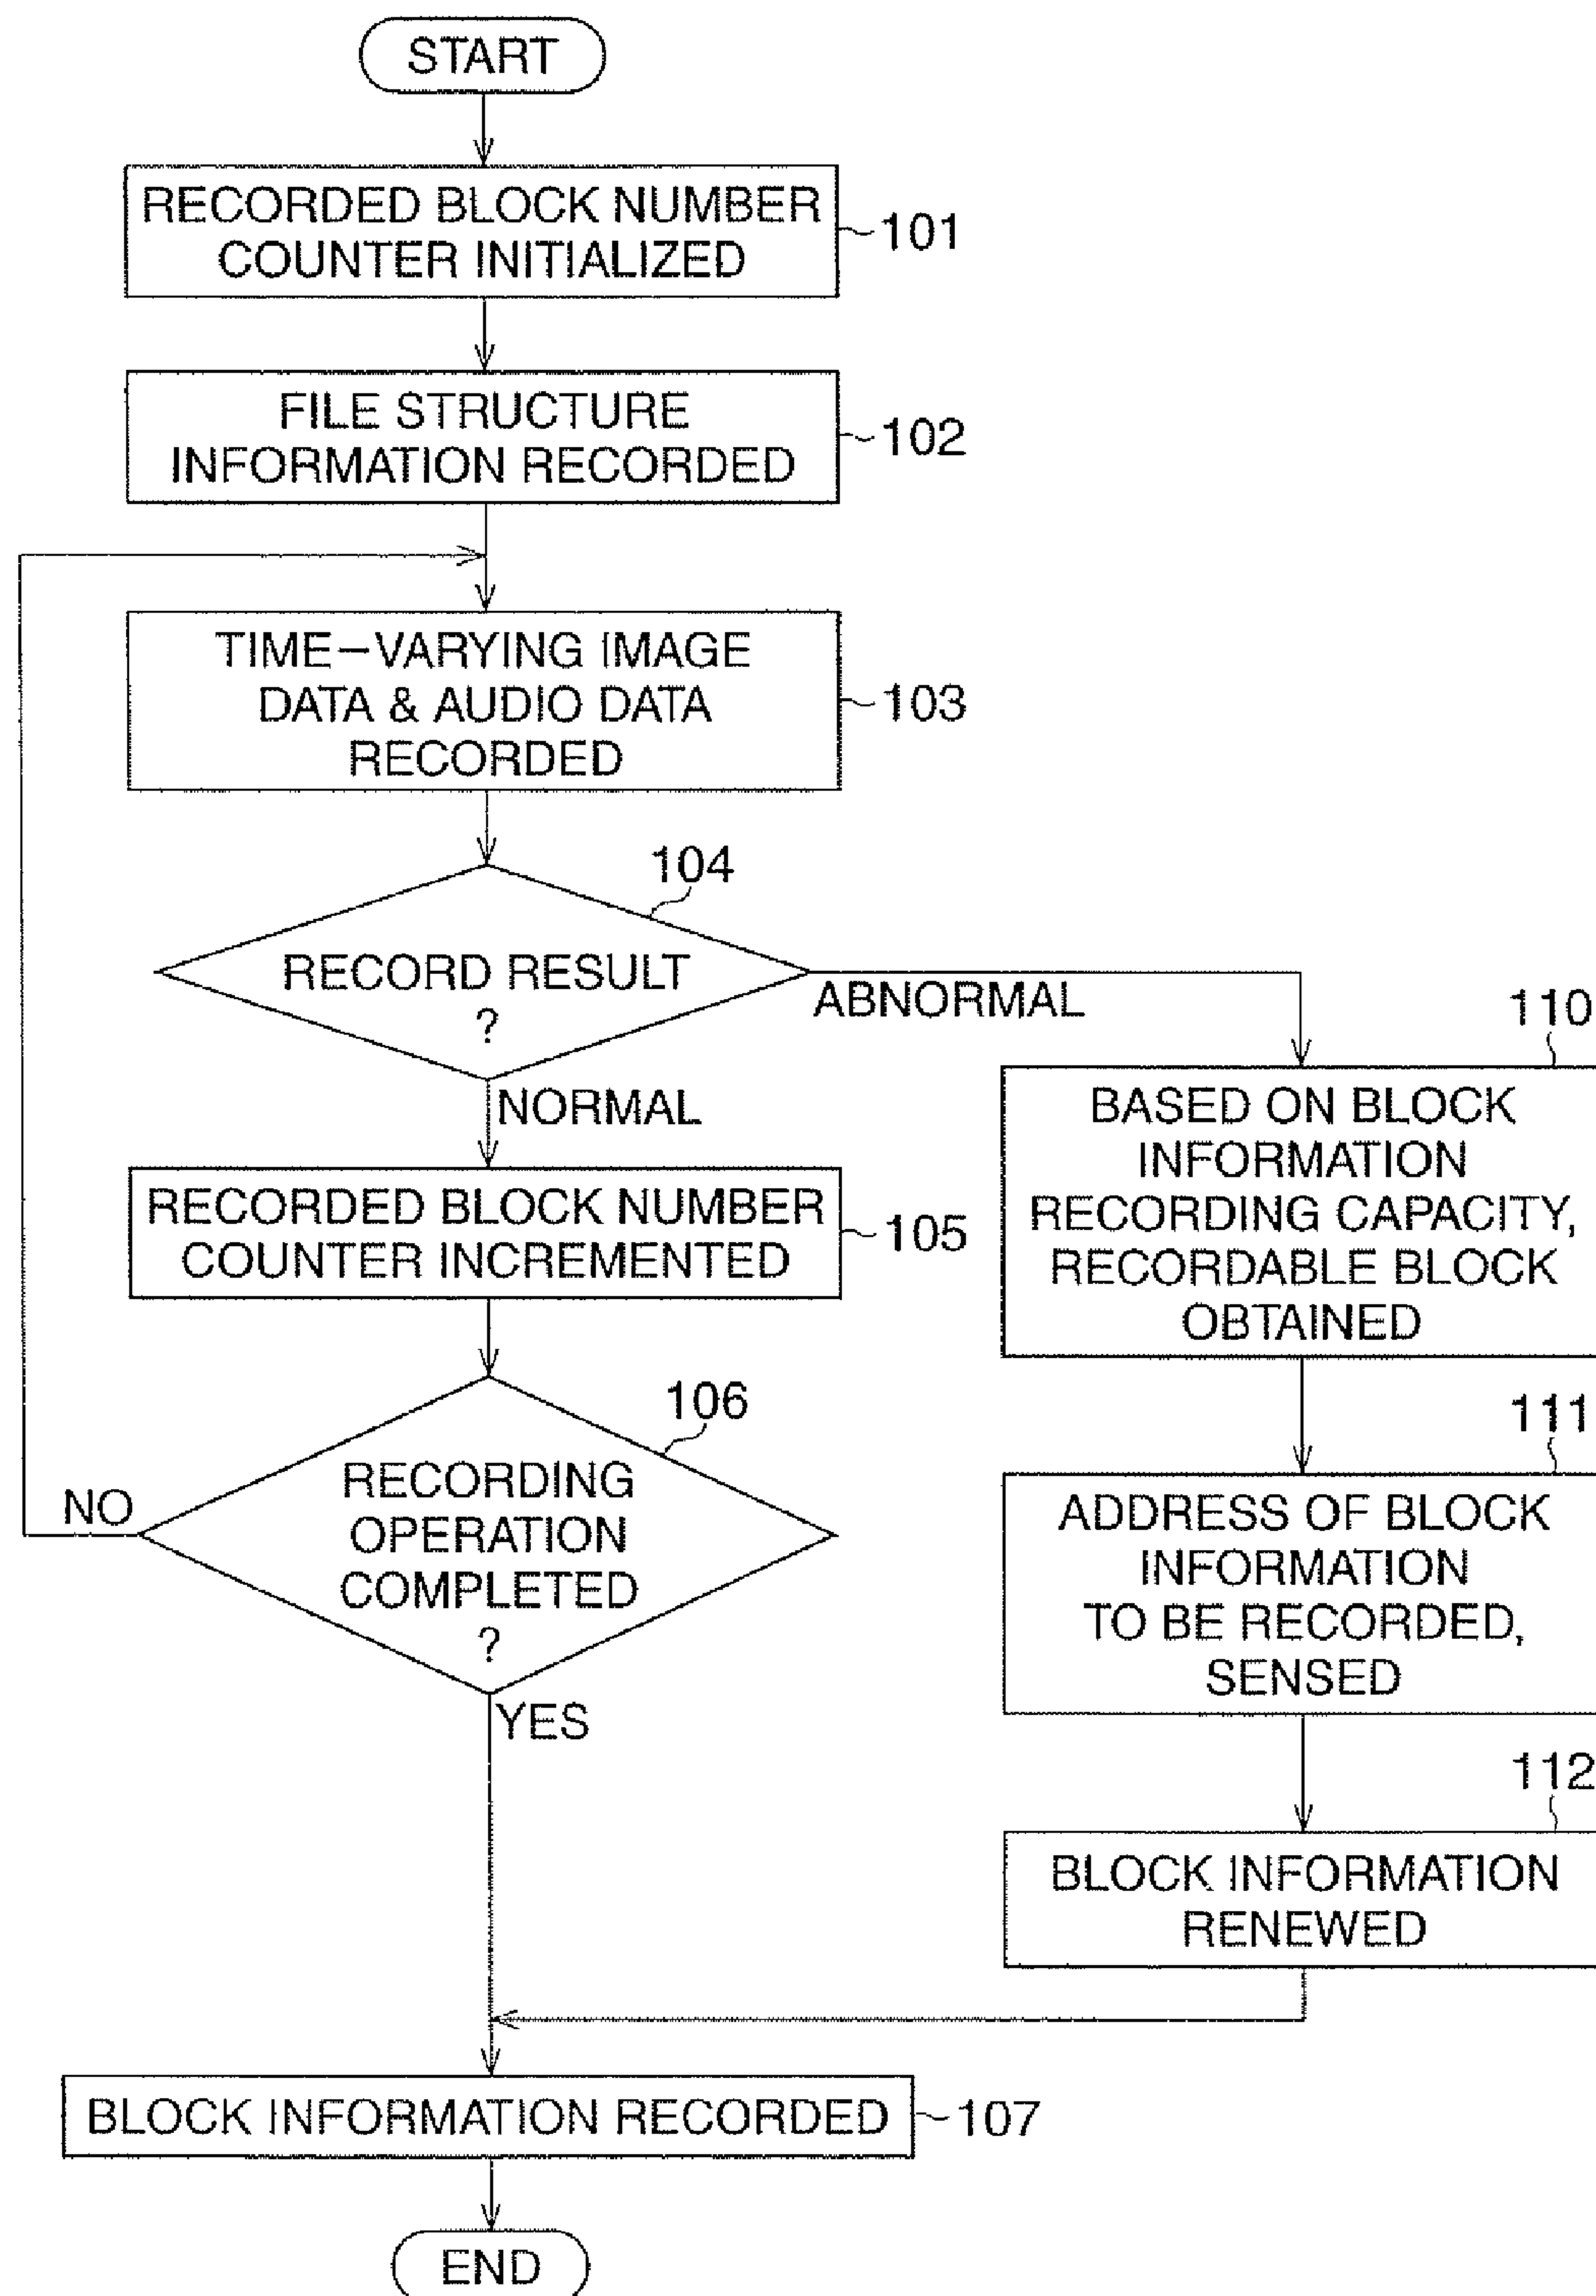 START
RECORDED BLOCK NUMBER
COUNTER INITIALIZED
101
FILE STRUCTURE
INFORMATION RECORDED
102
TIME-VARYING IMAGE
DATA & AUDIO DATA
RECORDED
103
104
RECORD RESULT
?
ABNORMAL
NORMAL
RECORDED BLOCK NUMBER
COUNTER INCREMENTED
105
106
RECORDING
OPERATION
COMPLETED
?
NO
YES
110
BASED ON BLOCK
INFORMATION
RECORDING CAPACITY,
RECORDABLE BLOCK
OBTAINED
111
ADDRESS OF BLOCK
INFORMATION
TO BE RECORDED,
SENSED
112
BLOCK INFORMATION
RENEWED
BLOCK INFORMATION RECORDED
107
END